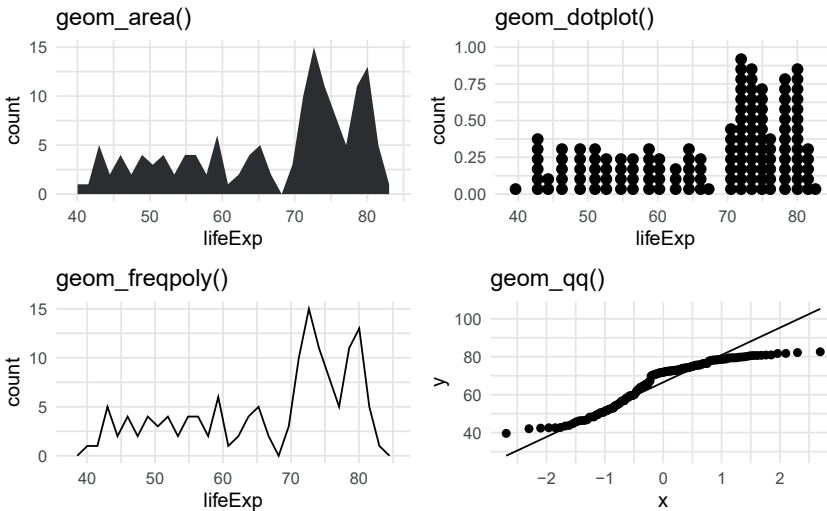 geom_area()
15
10
5
0
count
40 50 60 70 80
lifeExp
geom_dotplot()
1.00
0.75
0.50
0.25
0.00
count
40 50 60 70 80
lifeExp
geom_freqpoly()
15
10
5
0
count
40 50 60 70 80
lifeExp
geom_qq()
100
80
60
40
y
−2 −1 0 1 2
x